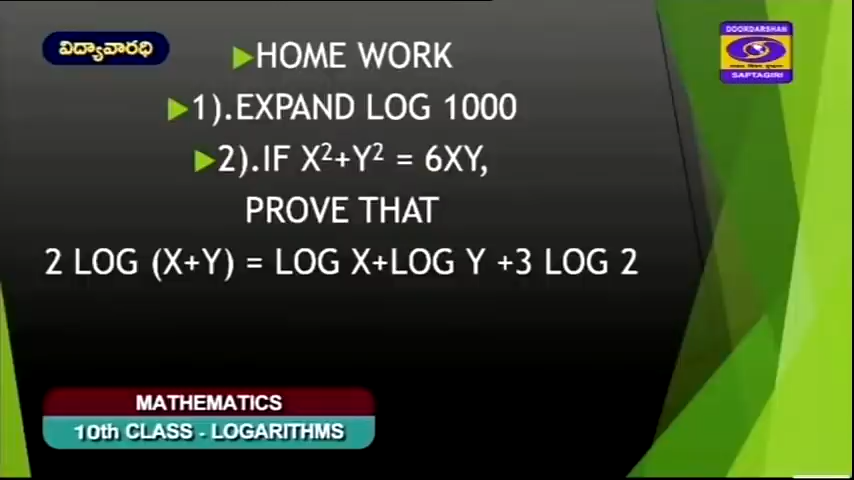 విద్యావారధి
HOME WORK
1).EXPAND LOG 1000
2).IF X²+Y² = 6XY,
PROVE THAT
2 LOG (X+Y) = LOG X+LOG Y +3 LOG 2
DOORDARSHAN
SAPTAGIRI
MATHEMATICS
10th CLASS - LOGARITHMS